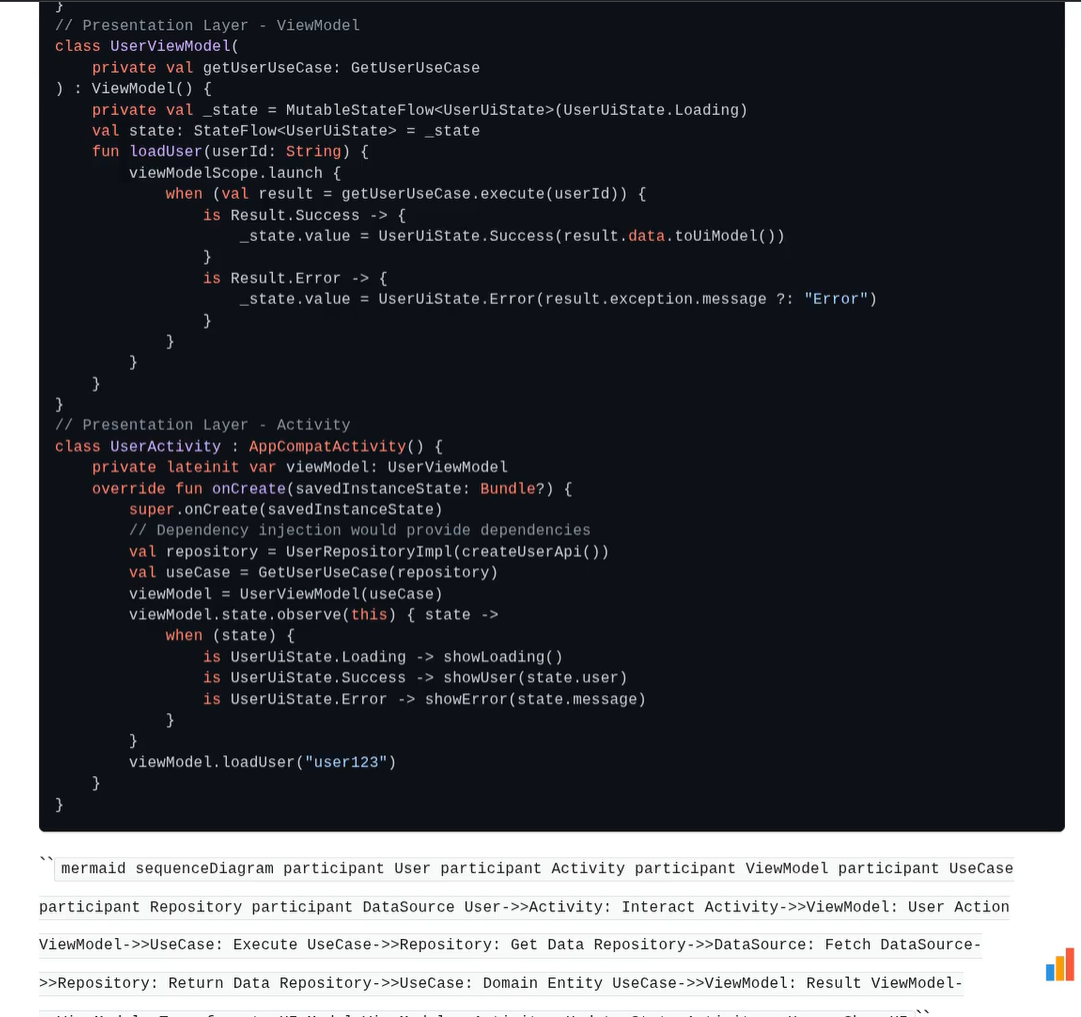 }
// Presentation Layer - ViewModel
class UserViewModel(
    private val getUserUseCase: GetUserUseCase
) : ViewModel() {
    private val _state = MutableStateFlow<UserUiState>(UserUiState.Loading)
    val state: StateFlow<UserUiState> = _state
    fun loadUser(userId: String) {
        viewModelScope.launch {
            when (val result = getUserUseCase.execute(userId)) {
                is Result.Success -> {
                    _state.value = UserUiState.Success(result.data.toUiModel())
                }
                is Result.Error -> {
                    _state.value = UserUiState.Error(result.exception.message ?: "Error")
                }
            }
        }
    }
}
// Presentation Layer - Activity
class UserActivity : AppCompatActivity() {
    private lateinit var viewModel: UserViewModel
    override fun onCreate(savedInstanceState: Bundle?) {
        super.onCreate(savedInstanceState)
        // Dependency injection would provide dependencies
        val repository = UserRepositoryImpl(createUserApi())
        val useCase = GetUserUseCase(repository)
        viewModel = UserViewModel(useCase)
        viewModel.state.observe(this) { state ->
            when (state) {
                is UserUiState.Loading -> showLoading()
                is UserUiState.Success -> showUser(state.user)
                is UserUiState.Error -> showError(state.message)
            }
        }
        viewModel.loadUser("user123")
    }
}
``mermaid sequenceDiagram participant User participant Activity participant ViewModel participant UseCase
participant Repository participant DataSource User->>Activity: Interact Activity->>ViewModel: User Action
ViewModel->>UseCase: Execute UseCase->>Repository: Get Data Repository->>DataSource: Fetch DataSource-
>>Repository: Return Data Repository->>UseCase: Domain Entity UseCase->>ViewModel: Result ViewModel-